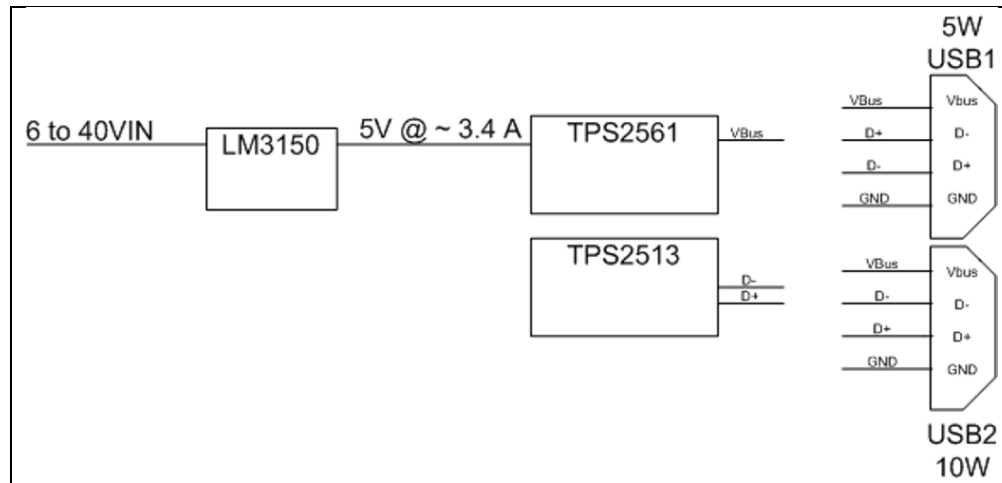 5W
USB1
6 to 40VIN
LM3150
5V @ ~ 3.4 A
TPS2561
VBus
VBus
Vbus
D+
D-
D-
D+
GND
GND
TPS2513
D-
D+
VBus
Vbus
D-
D-
D+
D+
GND
GND
USB2
10W